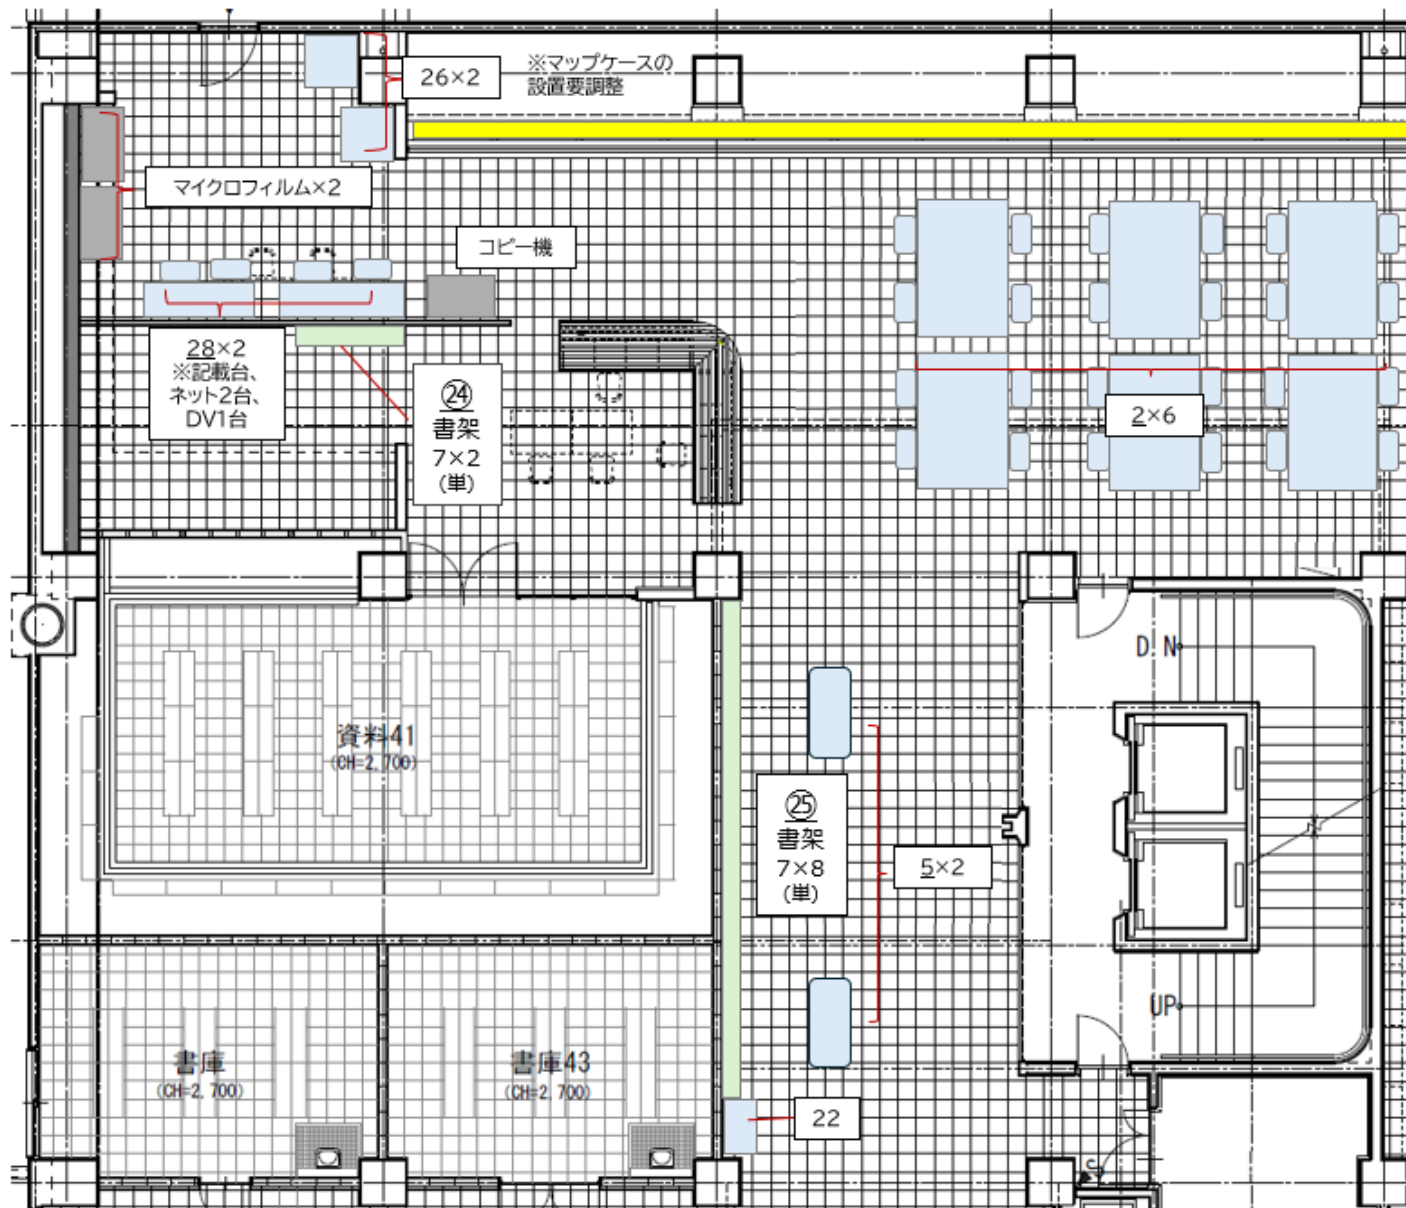 26×2
※マップケースの
設置要調整
マイクロフィルム×2
コピー機
28×2
※記載台、
ネット2台、
DV1台
㉔
書架
7×2
(単)
2×6
D N
資料41
(CH=2,700)
㉕
書架
7×8
(単)
5×2
UP
書庫
(CH=2,700)
書庫43
(CH=2,700)
22
S